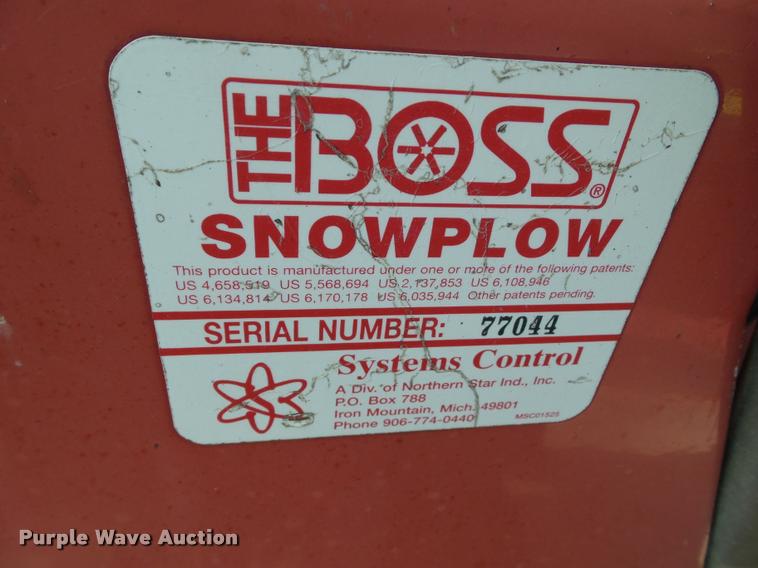 THE BOSS®
SNOWPLOW
This product is manufactured under one or more of the following patents:
US 4,658,519 US 5,568,694 US 2,137,853 US 6,108,946
US 6,134,814 US 6,170,178 US 6,035,944 Other patents pending.
SERIAL NUMBER: 77044
Systems Control
A Div. of Northern Star Ind., Inc.
P.O. Box 788
Iron Mountain, Mich. 49801
Phone 906-774-0440
MSC01525
Purple Wave Auction